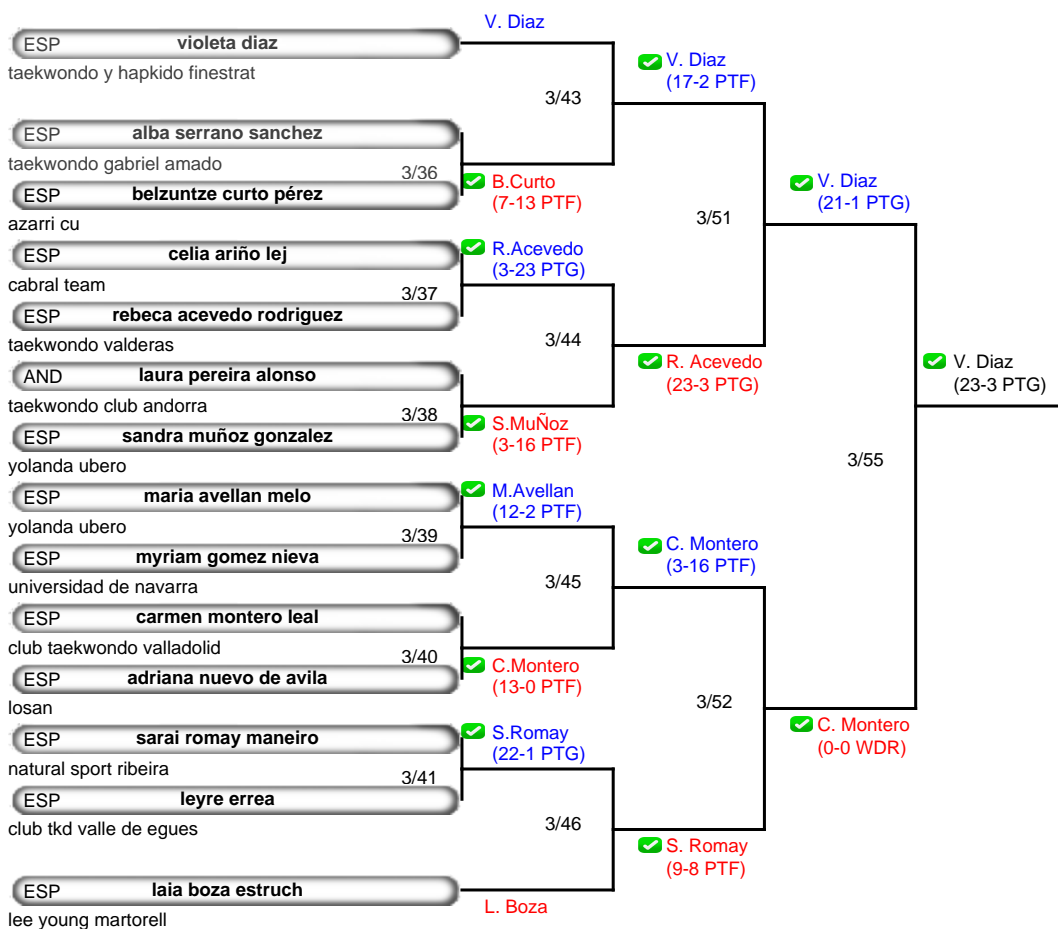 V. Diaz
ESP violeta diaz
taekwondo y hapkido finestrat
V. Diaz
(17-2 PTF)
3/43
ESP alba serrano sanchez
taekwondo gabriel amado
3/36
ESP belzuntze curto pérez
azarri cu
B.Curto
(7-13 PTF)
V. Diaz
(21-1 PTG)
3/51
ESP celia ariño lej
cabral team
R.Acevedo
(3-23 PTG)
3/37
ESP rebeca acevedo rodriguez
taekwondo valderas
3/44
R. Acevedo
(23-3 PTG)
V. Diaz
(23-3 PTG)
AND laura pereira alonso
taekwondo club andorra
3/38
ESP sandra muñoz gonzalez
yolanda ubero
S.MuÑoz
(3-16 PTF)
3/55
ESP maria avellan melo
yolanda ubero
M.Avellan
(12-2 PTF)
3/39
ESP myriam gomez nieva
universidad de navarra
C. Montero
(3-16 PTF)
3/45
ESP carmen montero leal
club taekwondo valladolid
3/40
ESP adriana nuevo de avila
losan
C.Montero
(13-0 PTF)
3/52
C. Montero
(0-0 WDR)
ESP sarai romay maneiro
natural sport ribeira
S.Romay
(22-1 PTG)
3/41
ESP leyre errea
club tkd valle de egues
3/46
S. Romay
(9-8 PTF)
ESP laia boza estruch
lee young martorell
L. Boza